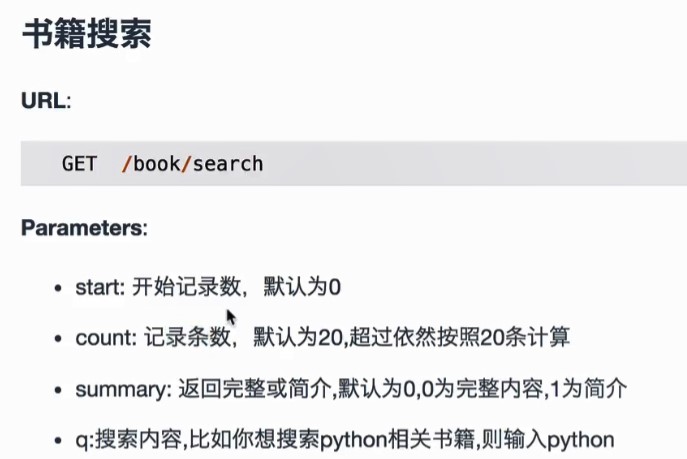 书籍搜索
URL:
GET /book/search
Parameters:
• start: 开始记录数，默认为0
• count: 记录条数，默认为20,超过依然按照20条计算
• summary: 返回完整或简介,默认为0,0为完整内容,1为简介
• q:搜索内容,比如你想搜索python相关书籍,则输入python